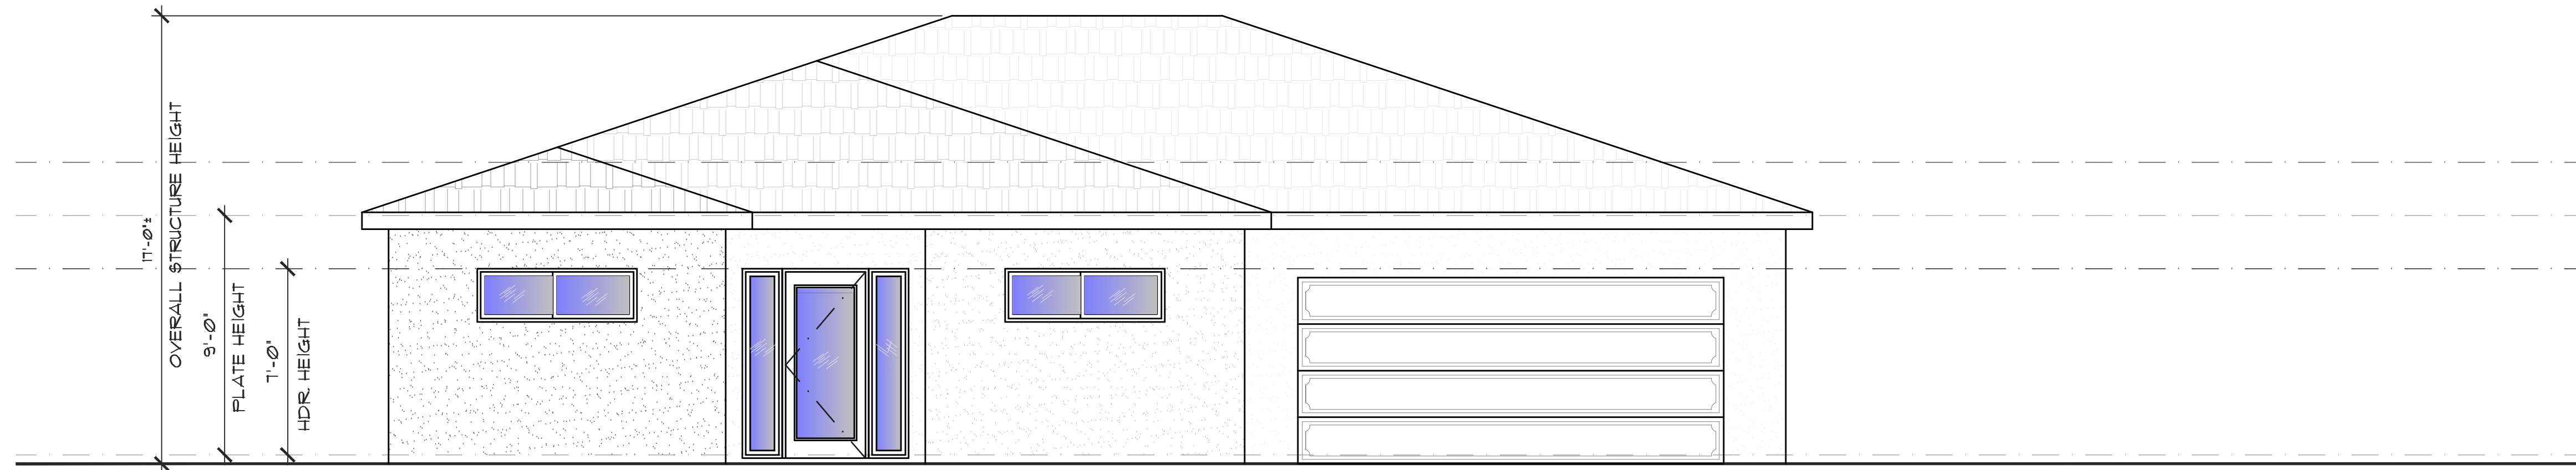 17'-0"±
OVERALL STRUCTURE HEIGHT
9'-0"
PLATE HEIGHT
7'-0"
HDR. HEIGHT